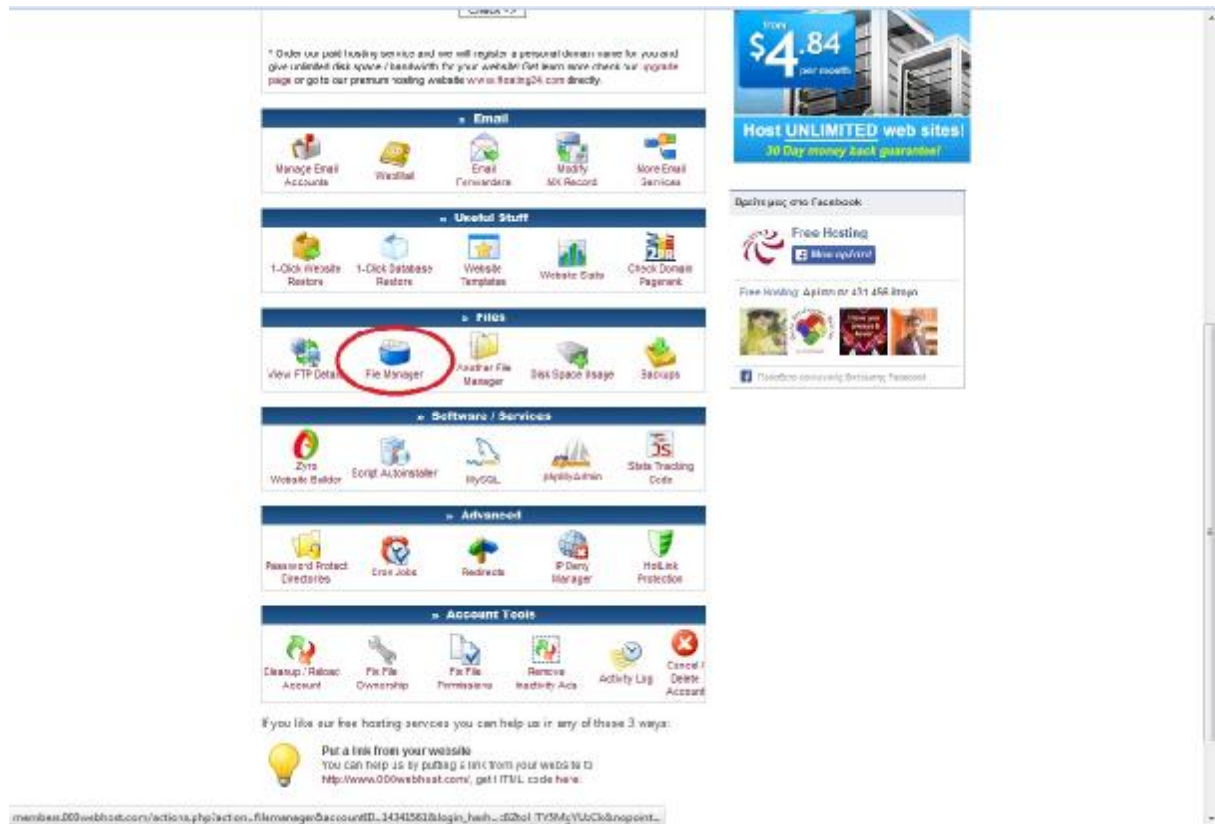 * Order our paid hosting service and we will register a personal domain name for you and
give unlimited disk space / bandwidth for your website! Get learn more check our upgrade
page or go to our premium hosting website www.hosting24.com directly.
» Email
Manage Email Accounts
WebMail
Email Forwarders
Modify MX Record
More Email Services
» Useful Stuff
1-Click Website Restore
1-Click Database Restore
Website Templates
Website Stats
Check Domain Pagerank
» Files
View FTP Details
File Manager
Another File Manager
Disk Space Usage
Backups
» Software / Services
Zyro Website Builder
Script Autoinstaller
MySQL
phpMyAdmin
Stats Tracking Code
» Advanced
Password Protect Directories
Cron Jobs
Redirects
IP Deny Manager
HotLink Protection
» Account Tools
Cleanup / Reload Account
Fix File Ownership
Fix File Permissions
Remove Inactivity Ads
Activity Log
Cancel / Delete Account
If you like our free hosting services you can help us in any of these 3 ways:
Put a link from your website
You can help us by putting a link from your website to
http://www.000webhost.com/, get HTML code here.
from
$4.84
per month
Host UNLIMITED web sites!
30 Day money back guarantee!
Βρείτε μας στο Facebook
Free Hosting
Μου αρέσει!